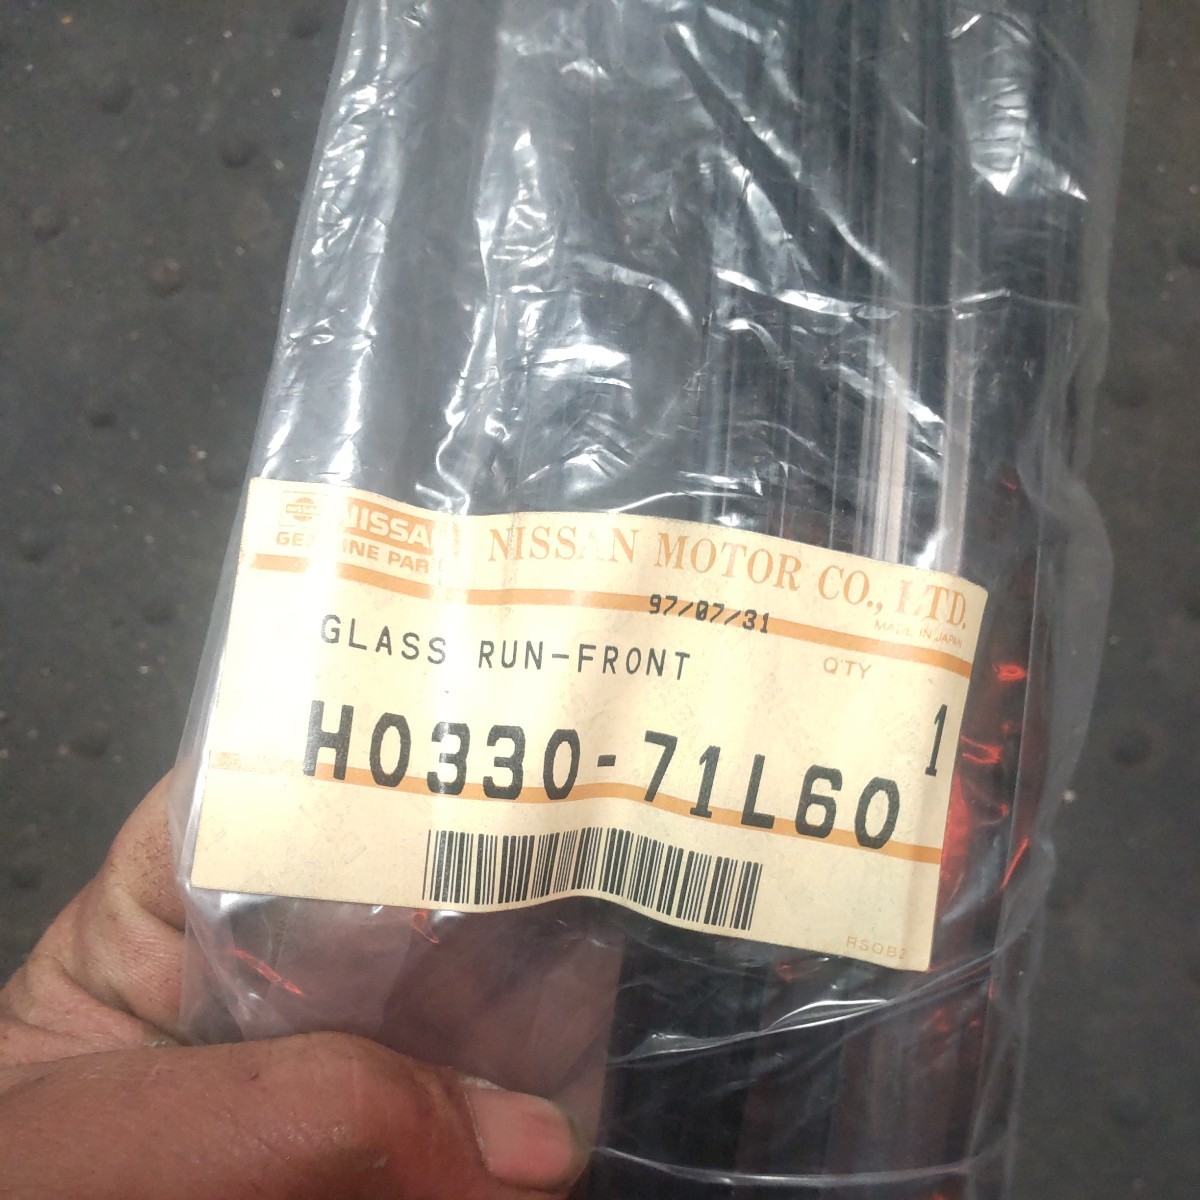 NISSAN
GENUINE PARTS
NISSAN MOTOR CO., LTD.
97/07/31
MADE IN JAPAN
GLASS RUN-FRONT
Q'TY
H0330-71L60
1
RSOB2